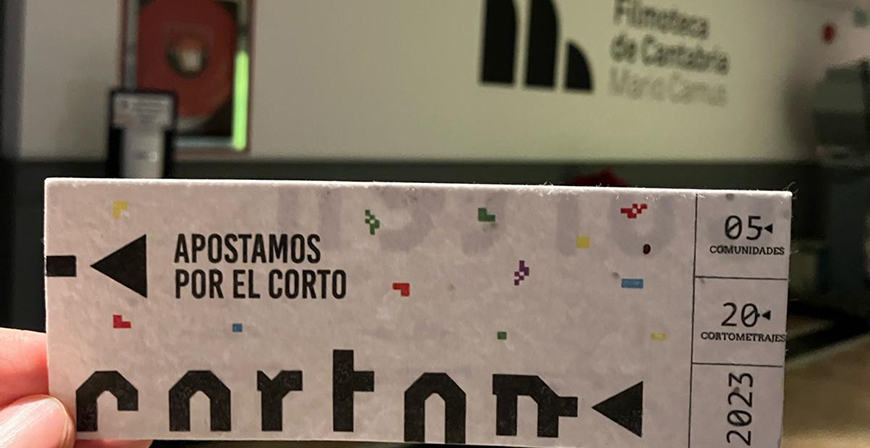 Filmoteca
de Cantabria
Mario Camus
APOSTAMOS
POR EL CORTO
05
COMUNIDADES
20
CORTOMETRAJES
2023